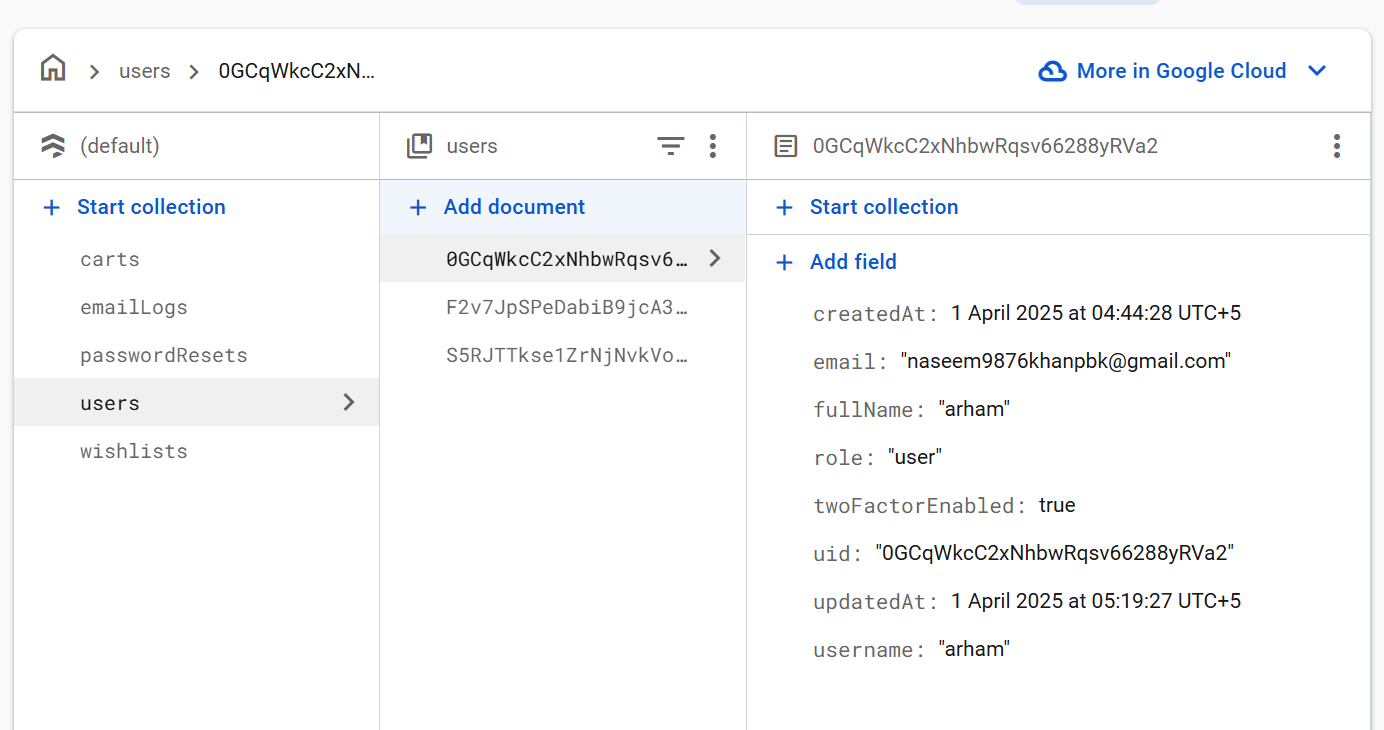 users 0GCqWkcC2xN… More in Google Cloud
(default)
Start collection
carts
emailLogs
passwordResets
users
wishlists
users
Add document
0GCqWkcC2xNhbwRqsv6…
F2v7JpSPeDabiB9jcA3…
S5RJTTkse1ZrNjNvkVo…
0GCqWkcC2xNhbwRqsv66288yRVa2
Start collection
Add field
createdAt: 1 April 2025 at 04:44:28 UTC+5
email: "naseem9876khanpbk@gmail.com"
fullName: "arham"
role: "user"
twoFactorEnabled: true
uid: "0GCqWkcC2xNhbwRqsv66288yRVa2"
updatedAt: 1 April 2025 at 05:19:27 UTC+5
username: "arham"